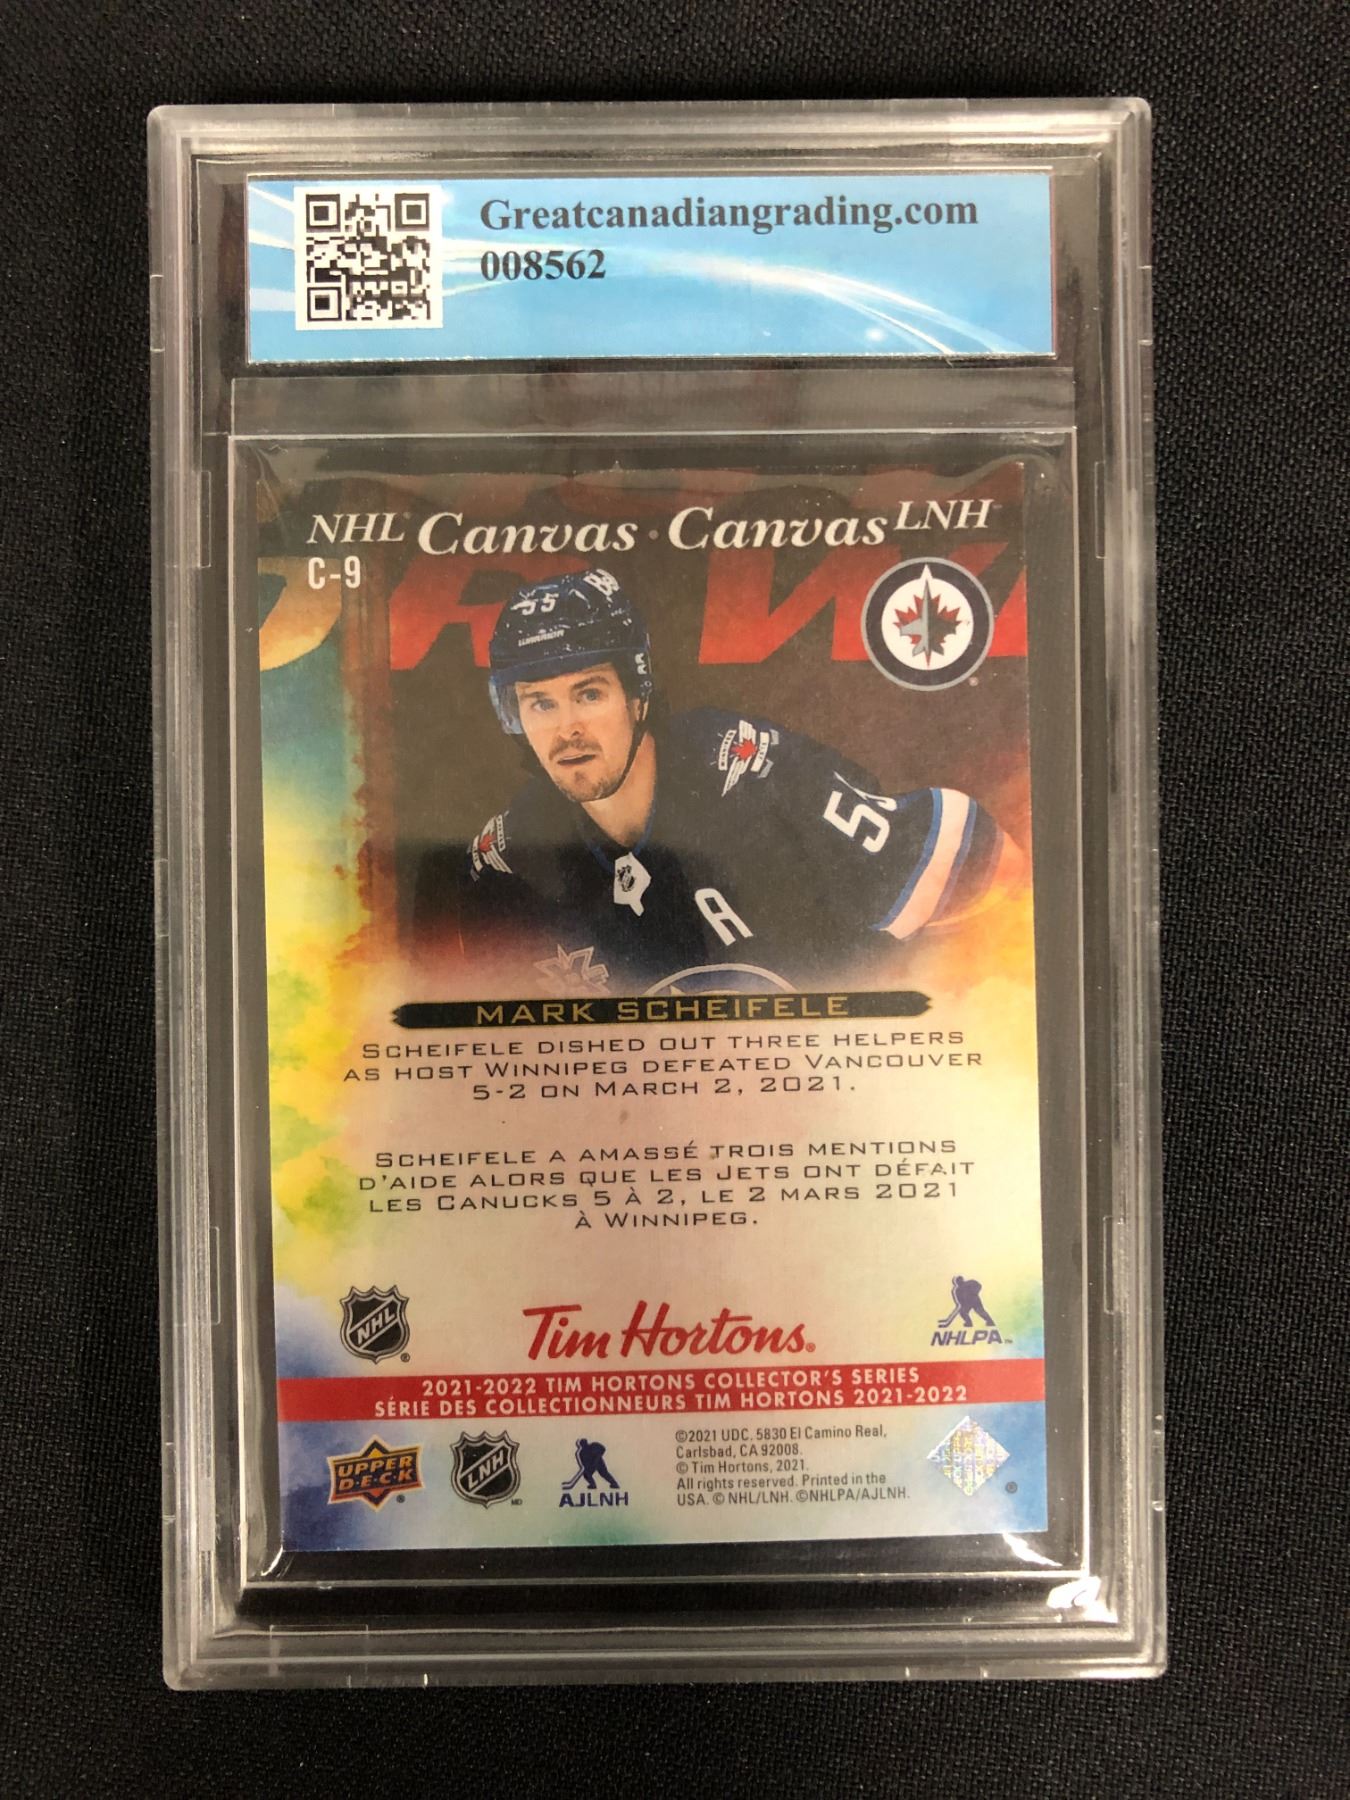 Greatcanadiangrading.com
008562
NHL Canvas · Canvas LNH
C-9
55
WARRIOR
A
MARK SCHEIFELE
SCHEIFELE DISHED OUT THREE HELPERS
AS HOST WINNIPEG DEFEATED VANCOUVER
5-2 ON MARCH 2, 2021.
SCHEIFELE A AMASSÉ TROIS MENTIONS
D'AIDE ALORS QUE LES JETS ONT DÉFAIT
LES CANUCKS 5 À 2, LE 2 MARS 2021
À WINNIPEG.
NHL ®
Tim Hortons®
NHLPA™
2021-2022 TIM HORTONS COLLECTOR'S SERIES
SÉRIE DES COLLECTIONNEURS TIM HORTONS 2021-2022
UPPER DECK ®
LNH MD
AJLNH
©2021 UDC. 5830 El Camino Real,
Carlsbad, CA 92008.
© Tim Hortons, 2021.
All rights reserved. Printed in the
USA. © NHL/LNH. ©NHLPA/AJLNH.